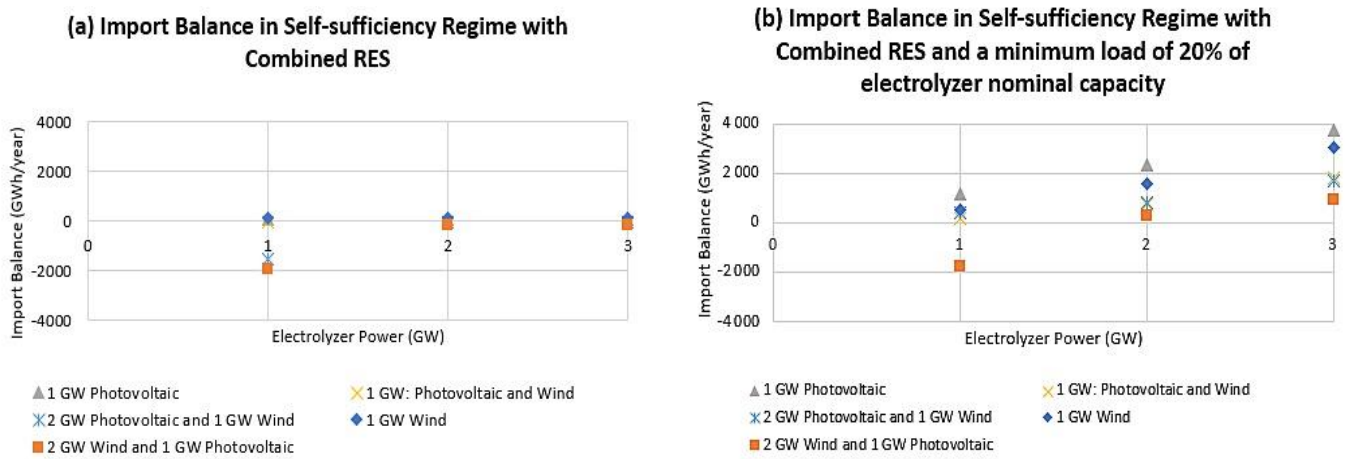 (a) Import Balance in Self-sufficiency Regime with
Combined RES
Import Balance (GWh/year)
4000
2000
0
-2000
-4000
0
1
2
3
Electrolyzer Power (GW)
1 GW Photovoltaic
1 GW: Photovoltaic and Wind
2 GW Photovoltaic and 1 GW Wind
1 GW Wind
2 GW Wind and 1 GW Photovoltaic
(b) Import Balance in Self-sufficiency Regime with
Combined RES and a minimum load of 20% of
electrolyzer nominal capacity
Import Balance (GWh/year)
4 000
2 000
0
-2 000
-4 000
0
1
2
3
Electrolyzer Power (GW)
1 GW Photovoltaic
1 GW: Photovoltaic and Wind
2 GW Photovoltaic and 1 GW Wind
1 GW Wind
2 GW Wind and 1 GW Photovoltaic